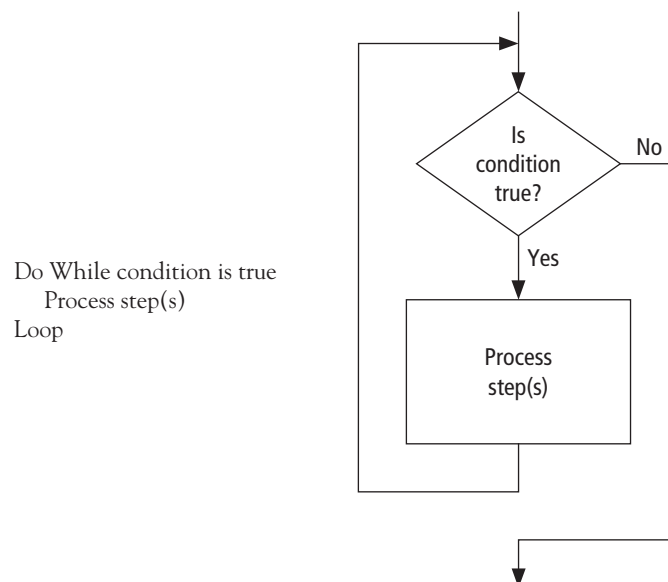 Do While condition is true
Process step(s)
Loop
Is
condition
true?
No
Yes
Process
step(s)